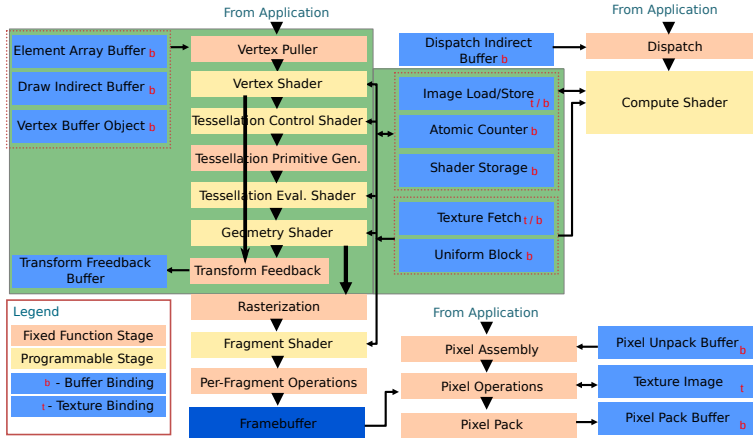 From Application
From Application
Element Array Buffer b
Vertex Puller
Dispatch Indirect
Buffer b
Dispatch
Draw Indirect Buffer b
Vertex Shader
Image Load/Store
t / b
Compute Shader
Vertex Buffer Object b
Tessellation Control Shader
Atomic Counter b
Tessellation Primitive Gen.
Shader Storage b
Tessellation Eval. Shader
Texture Fetch t / b
Geometry Shader
Uniform Block b
Transform Freedback
Buffer
Transform Feedback
Legend
Fixed Function Stage
Programmable Stage
b - Buffer Binding
t - Texture Binding
Rasterization
From Application
Fragment Shader
Pixel Assembly
Pixel Unpack Buffer b
Per-Fragment Operations
Pixel Operations
Texture Image t
Framebuffer
Pixel Pack
Pixel Pack Buffer b